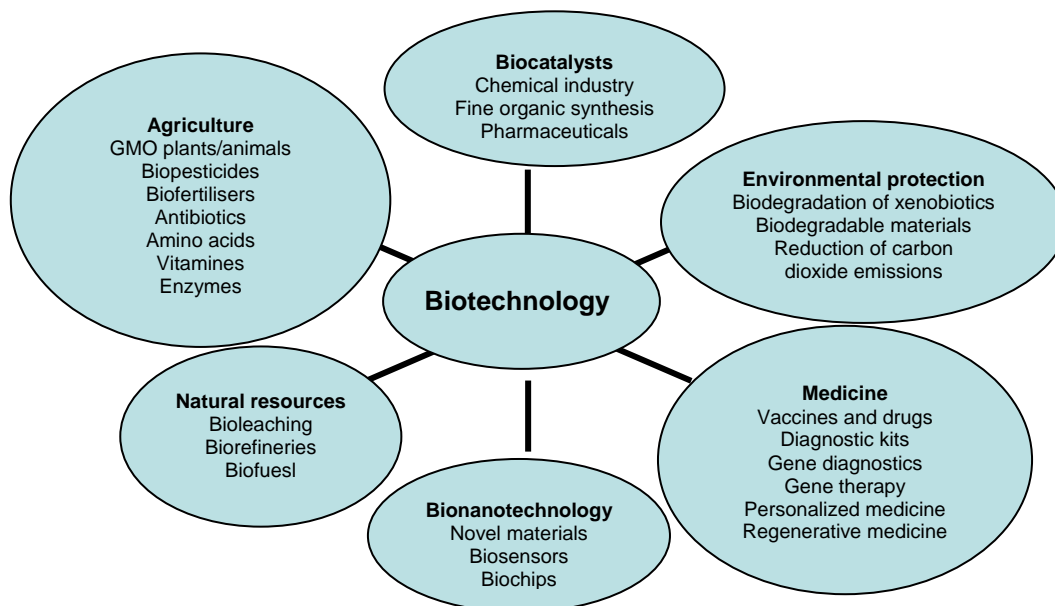 Biocatalysts
Chemical industry
Fine organic synthesis
Pharmaceuticals
Agriculture
GMO plants/animals
Biopesticides
Biofertilisers
Antibiotics
Amino acids
Vitamines
Enzymes
Environmental protection
Biodegradation of xenobiotics
Biodegradable materials
Reduction of carbon
dioxide emissions
Biotechnology
Natural resources
Bioleaching
Biorefineries
Biofuesl
Medicine
Vaccines and drugs
Diagnostic kits
Gene diagnostics
Gene therapy
Personalized medicine
Regenerative medicine
Bionanotechnology
Novel materials
Biosensors
Biochips